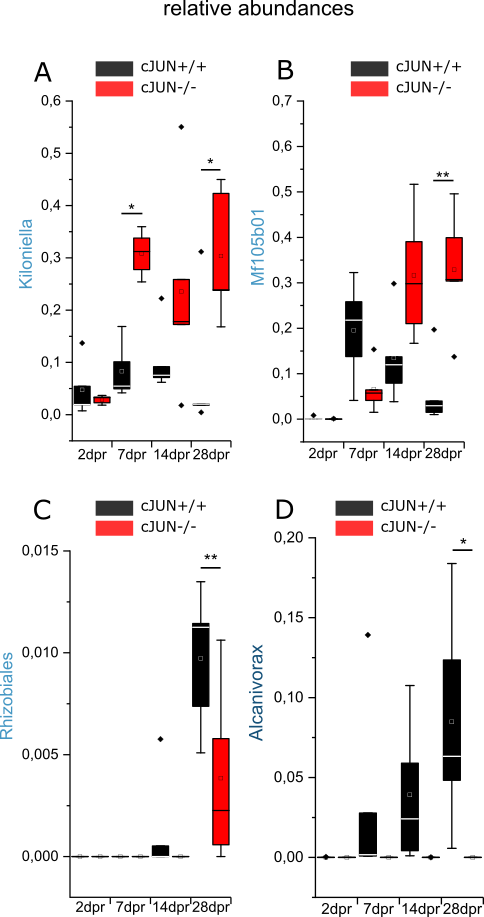 relative abundances
A
cJUN+/+
cJUN-/-
Kiloniella
0,6
0,5
0,4
0,3
0,2
0,1
0,0
*
*
2dpr 7dpr 14dpr 28dpr
B
cJUN+/+
cJUN-/-
Mf105b01
0,7
0,6
0,5
0,4
0,3
0,2
0,1
0,0
**
2dpr 7dpr 14dpr 28dpr
C
cJUN+/+
cJUN-/-
Rhizobiales
0,015
0,010
0,005
0,000
**
2dpr 7dpr 14dpr 28dpr
D
cJUN+/+
cJUN-/-
Alcanivorax
0,20
0,15
0,10
0,05
0,00
*
2dpr 7dpr 14dpr 28dpr